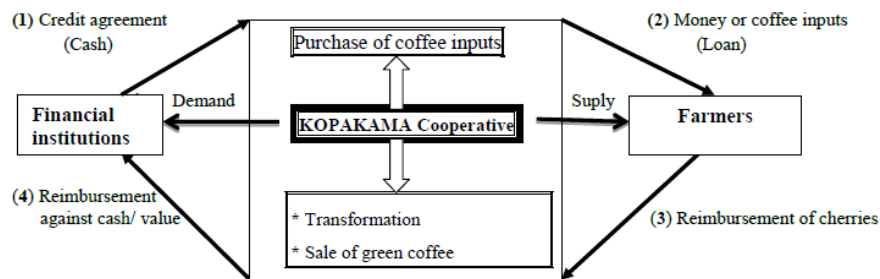 (1) Credit agreement
(Cash)
Purchase of coffee inputs
(2) Money or coffee inputs
(Loan)
Financial
institutions
Demand
KOPAKAMA Cooperative
Suply
Farmers
(4) Reimbursement
against cash/ value
* Transformation
* Sale of green coffee
(3) Reimbursement of cherries